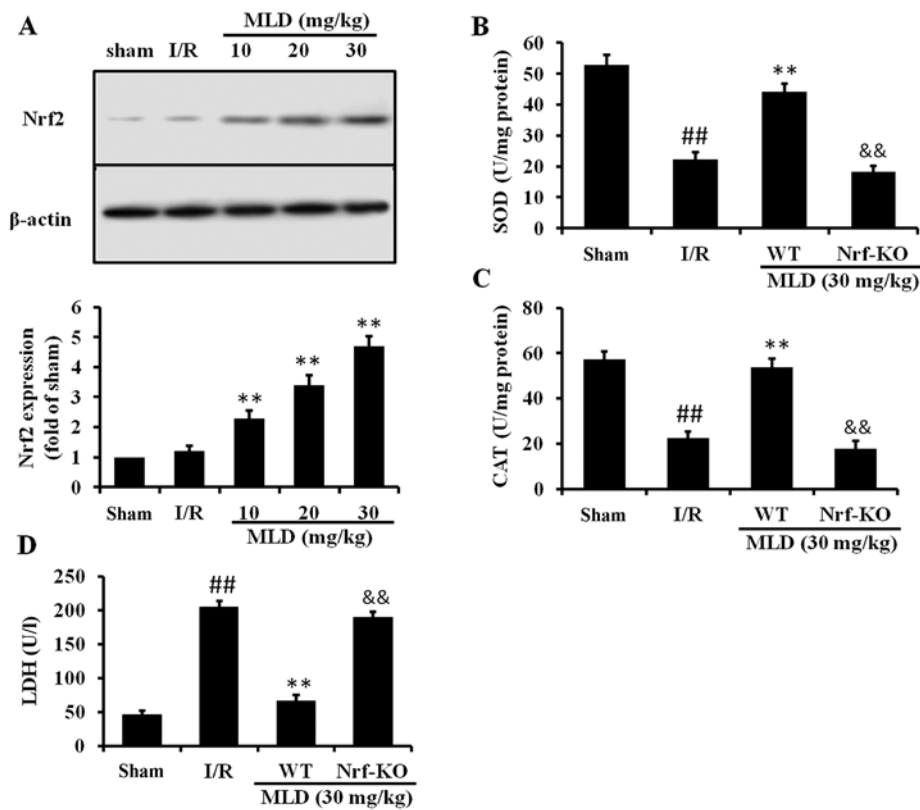 A
MLD (mg/kg)
sham I/R 10 20 30
Nrf2
β-actin
Nrf2 expression
(fold of sham)
6
5
4
3
2
1
0
**
**
**
Sham I/R 10 20 30
MLD (mg/kg)
B
SOD (U/mg protein)
60
50
40
30
20
10
0
##
**
&&
Sham I/R WT Nrf-KO
MLD (30 mg/kg)
C
CAT (U/mg protein)
80
60
40
20
0
##
**
&&
Sham I/R WT Nrf-KO
MLD (30 mg/kg)
D
LDH (U/l)
250
200
150
100
50
0
##
**
&&
Sham I/R WT Nrf-KO
MLD (30 mg/kg)